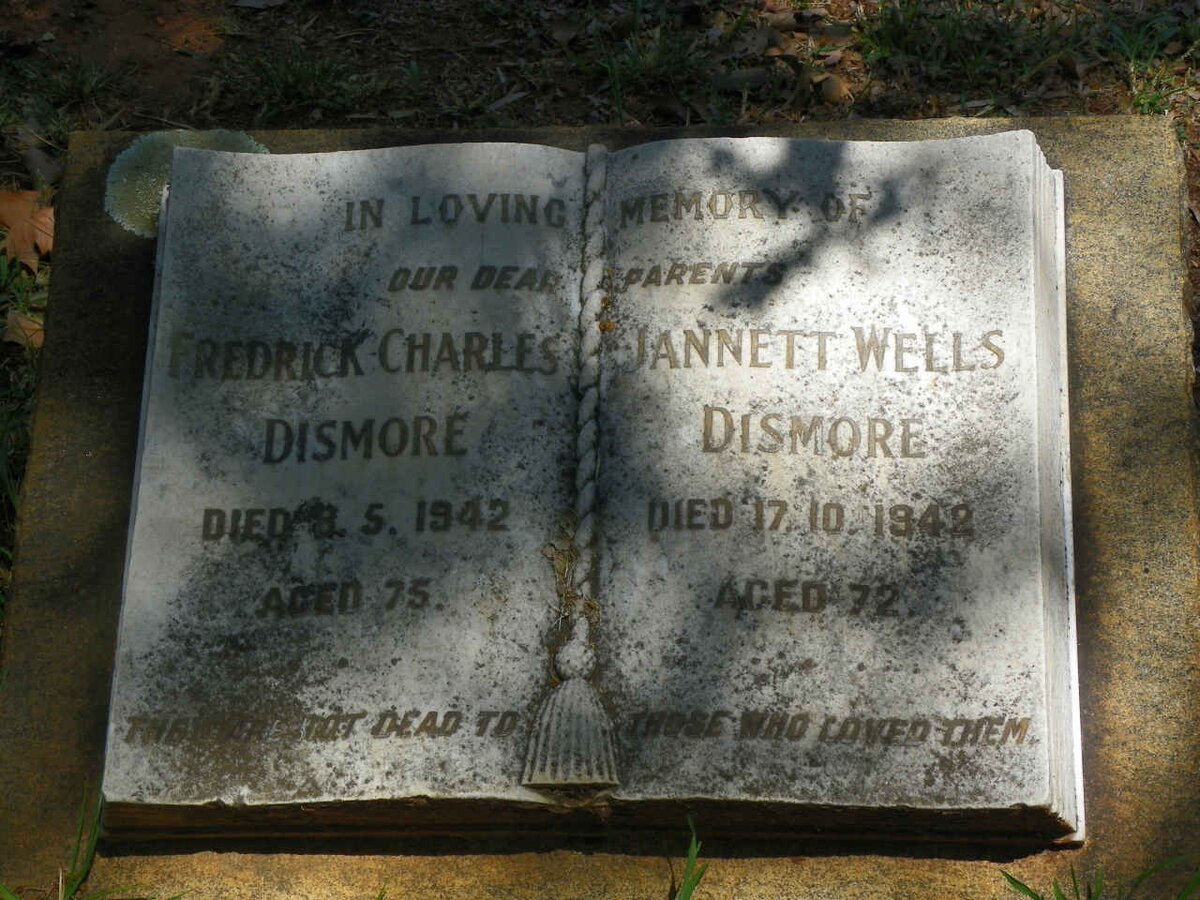 IN LOVING MEMORY OF
OUR DEAR PARENTS
FREDRICK CHARLES
DISMORE
DIED 8. 5. 1942
AGED 75.
JANNETT WELLS
DISMORE
DIED 17. 10. 1942
AGED 72.
NOT DEAD TO THOSE WHO LOVED THEM.